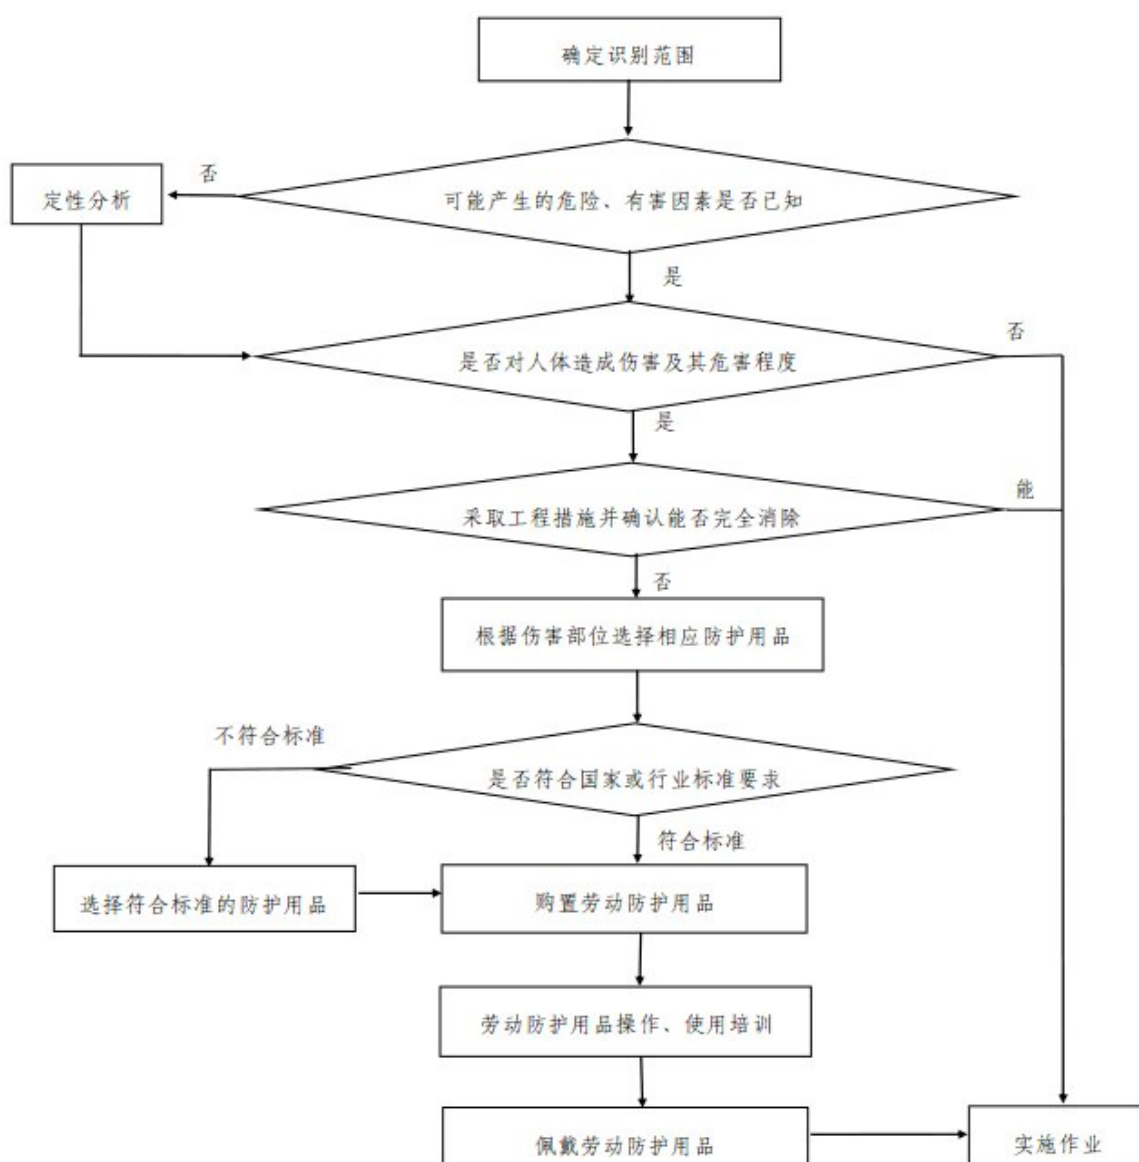 确定识别范围
否
定性分析
可能产生的危险、有害因素是否已知
是
否
是否对人体造成伤害及其危害程度
是
能
采取工程措施并确认能否完全消除
否
根据伤害部位选择相应防护用品
不符合标准
是否符合国家或行业标准要求
符合标准
选择符合标准的防护用品
购置劳动防护用品
劳动防护用品操作、使用培训
佩戴劳动防护用品
实施作业